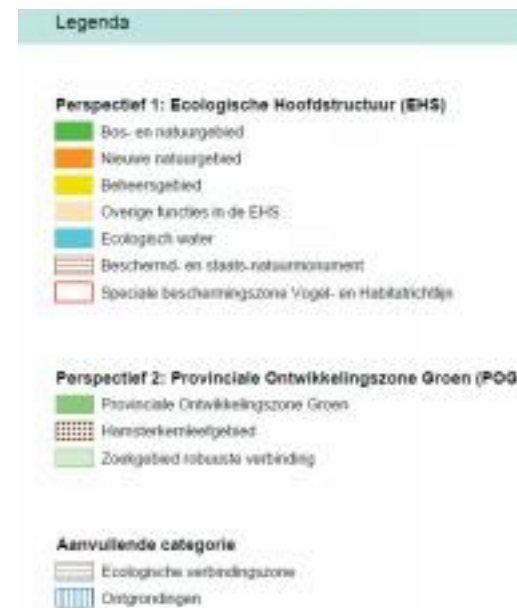 Legenda
Perspectief 1: Ecologische Hoofdstructuur (EHS)
Bos- en natuurgebied
Nieuwe natuurgebied
Beheersgebied
Overige functies in de EHS
Ecologisch water
Beschermd- en staats-natuurmonument
Speciale beschermingszone Vogel- en Habitatrichtlijn
Perspectief 2: Provinciale Ontwikkelingszone Groen (POG
Provinciale Ontwikkelingszone Groen
Hamsterkernleefgebied
Zoekgebied robuuste verbinding
Aanvullende categorie
Ecologische verbindingszone
Ontgrondingen